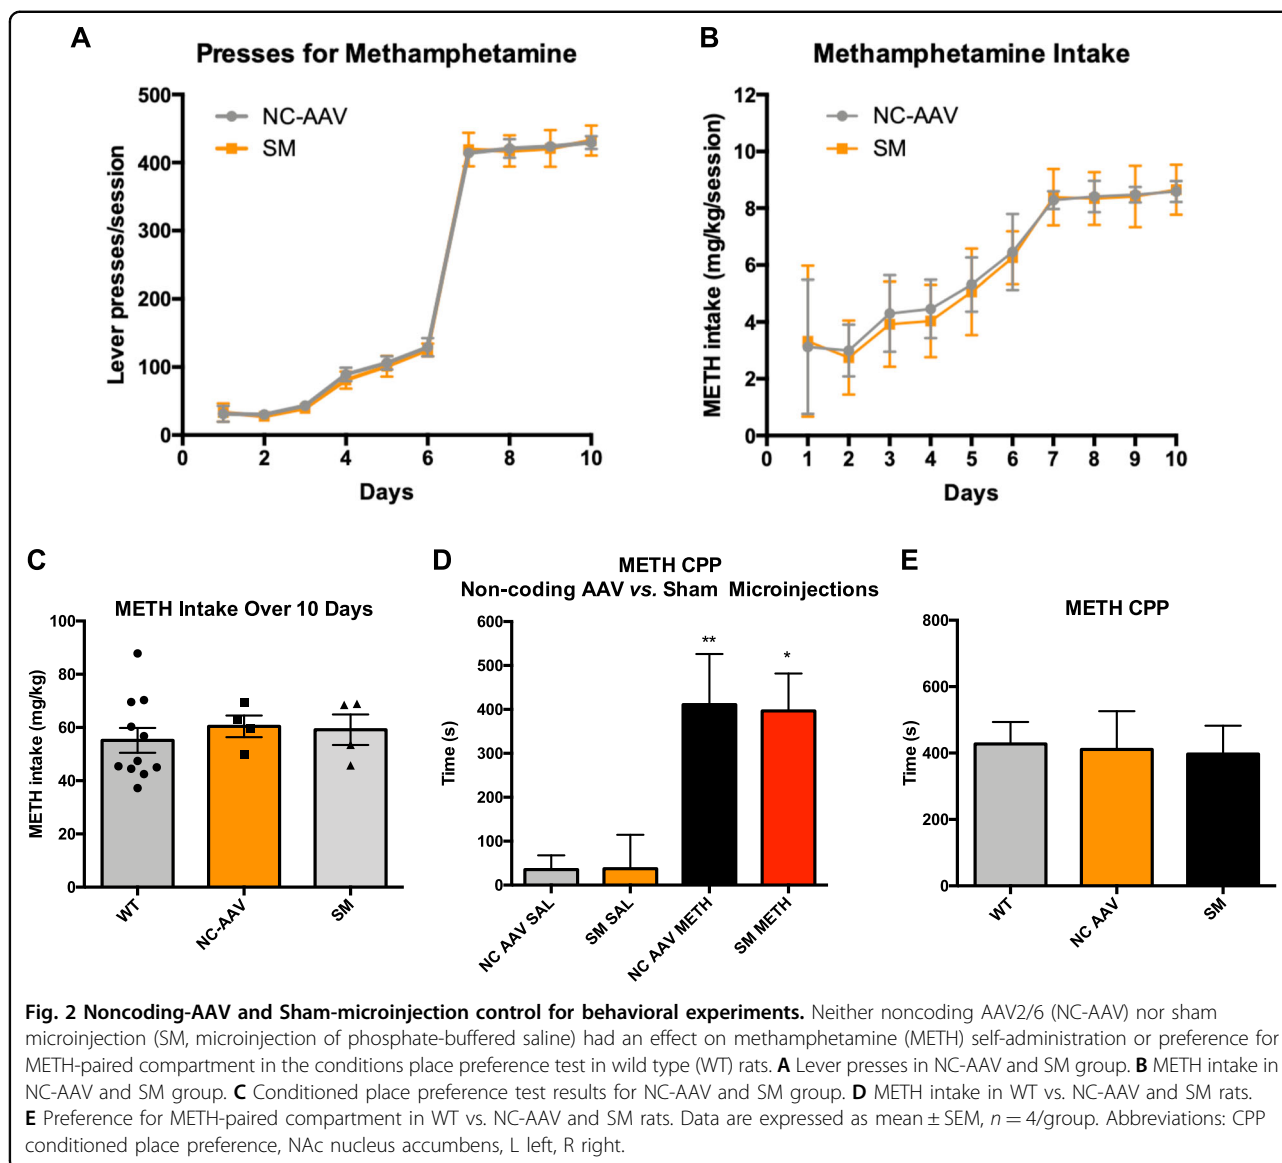 A
Presses for Methamphetamine
Lever presses/session
500
400
300
200
100
0
NC-AAV
SM
0 2 4 6 8 10
Days
B
Methamphetamine Intake
METH intake (mg/kg/session)
12
10
8
6
4
2
0
NC-AAV
SM
0 1 2 3 4 5 6 7 8 9 10
Days
C
METH Intake Over 10 Days
METH intake (mg/kg)
100
80
60
40
20
0
WT
NC-AAV
SM
D
METH CPP
Non-coding AAV vs. Sham Microinjections
Time (s)
600
500
400
300
200
100
0
**
*
NC AAV SAL
SM SAL
NC AAV METH
SM METH
E
METH CPP
Time (s)
800
600
400
200
0
WT
NC AAV
SM
Fig. 2 Noncoding-AAV and Sham-microinjection control for behavioral experiments. Neither noncoding AAV2/6 (NC-AAV) nor sham
microinjection (SM, microinjection of phosphate-buffered saline) had an effect on methamphetamine (METH) self-administration or preference for
METH-paired compartment in the conditions place preference test in wild type (WT) rats. A Lever presses in NC-AAV and SM group. B METH intake in
NC-AAV and SM group. C Conditioned place preference test results for NC-AAV and SM group. D METH intake in WT vs. NC-AAV and SM rats.
E Preference for METH-paired compartment in WT vs. NC-AAV and SM rats. Data are expressed as mean ± SEM, n = 4/group. Abbreviations: CPP
conditioned place preference, NAc nucleus accumbens, L left, R right.